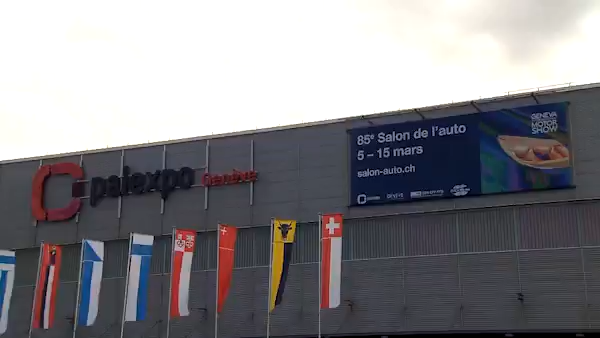 palexpo Genève
85e Salon de l'auto
5 – 15 mars
salon-auto.ch
GENEVA
MOTOR
SHOW